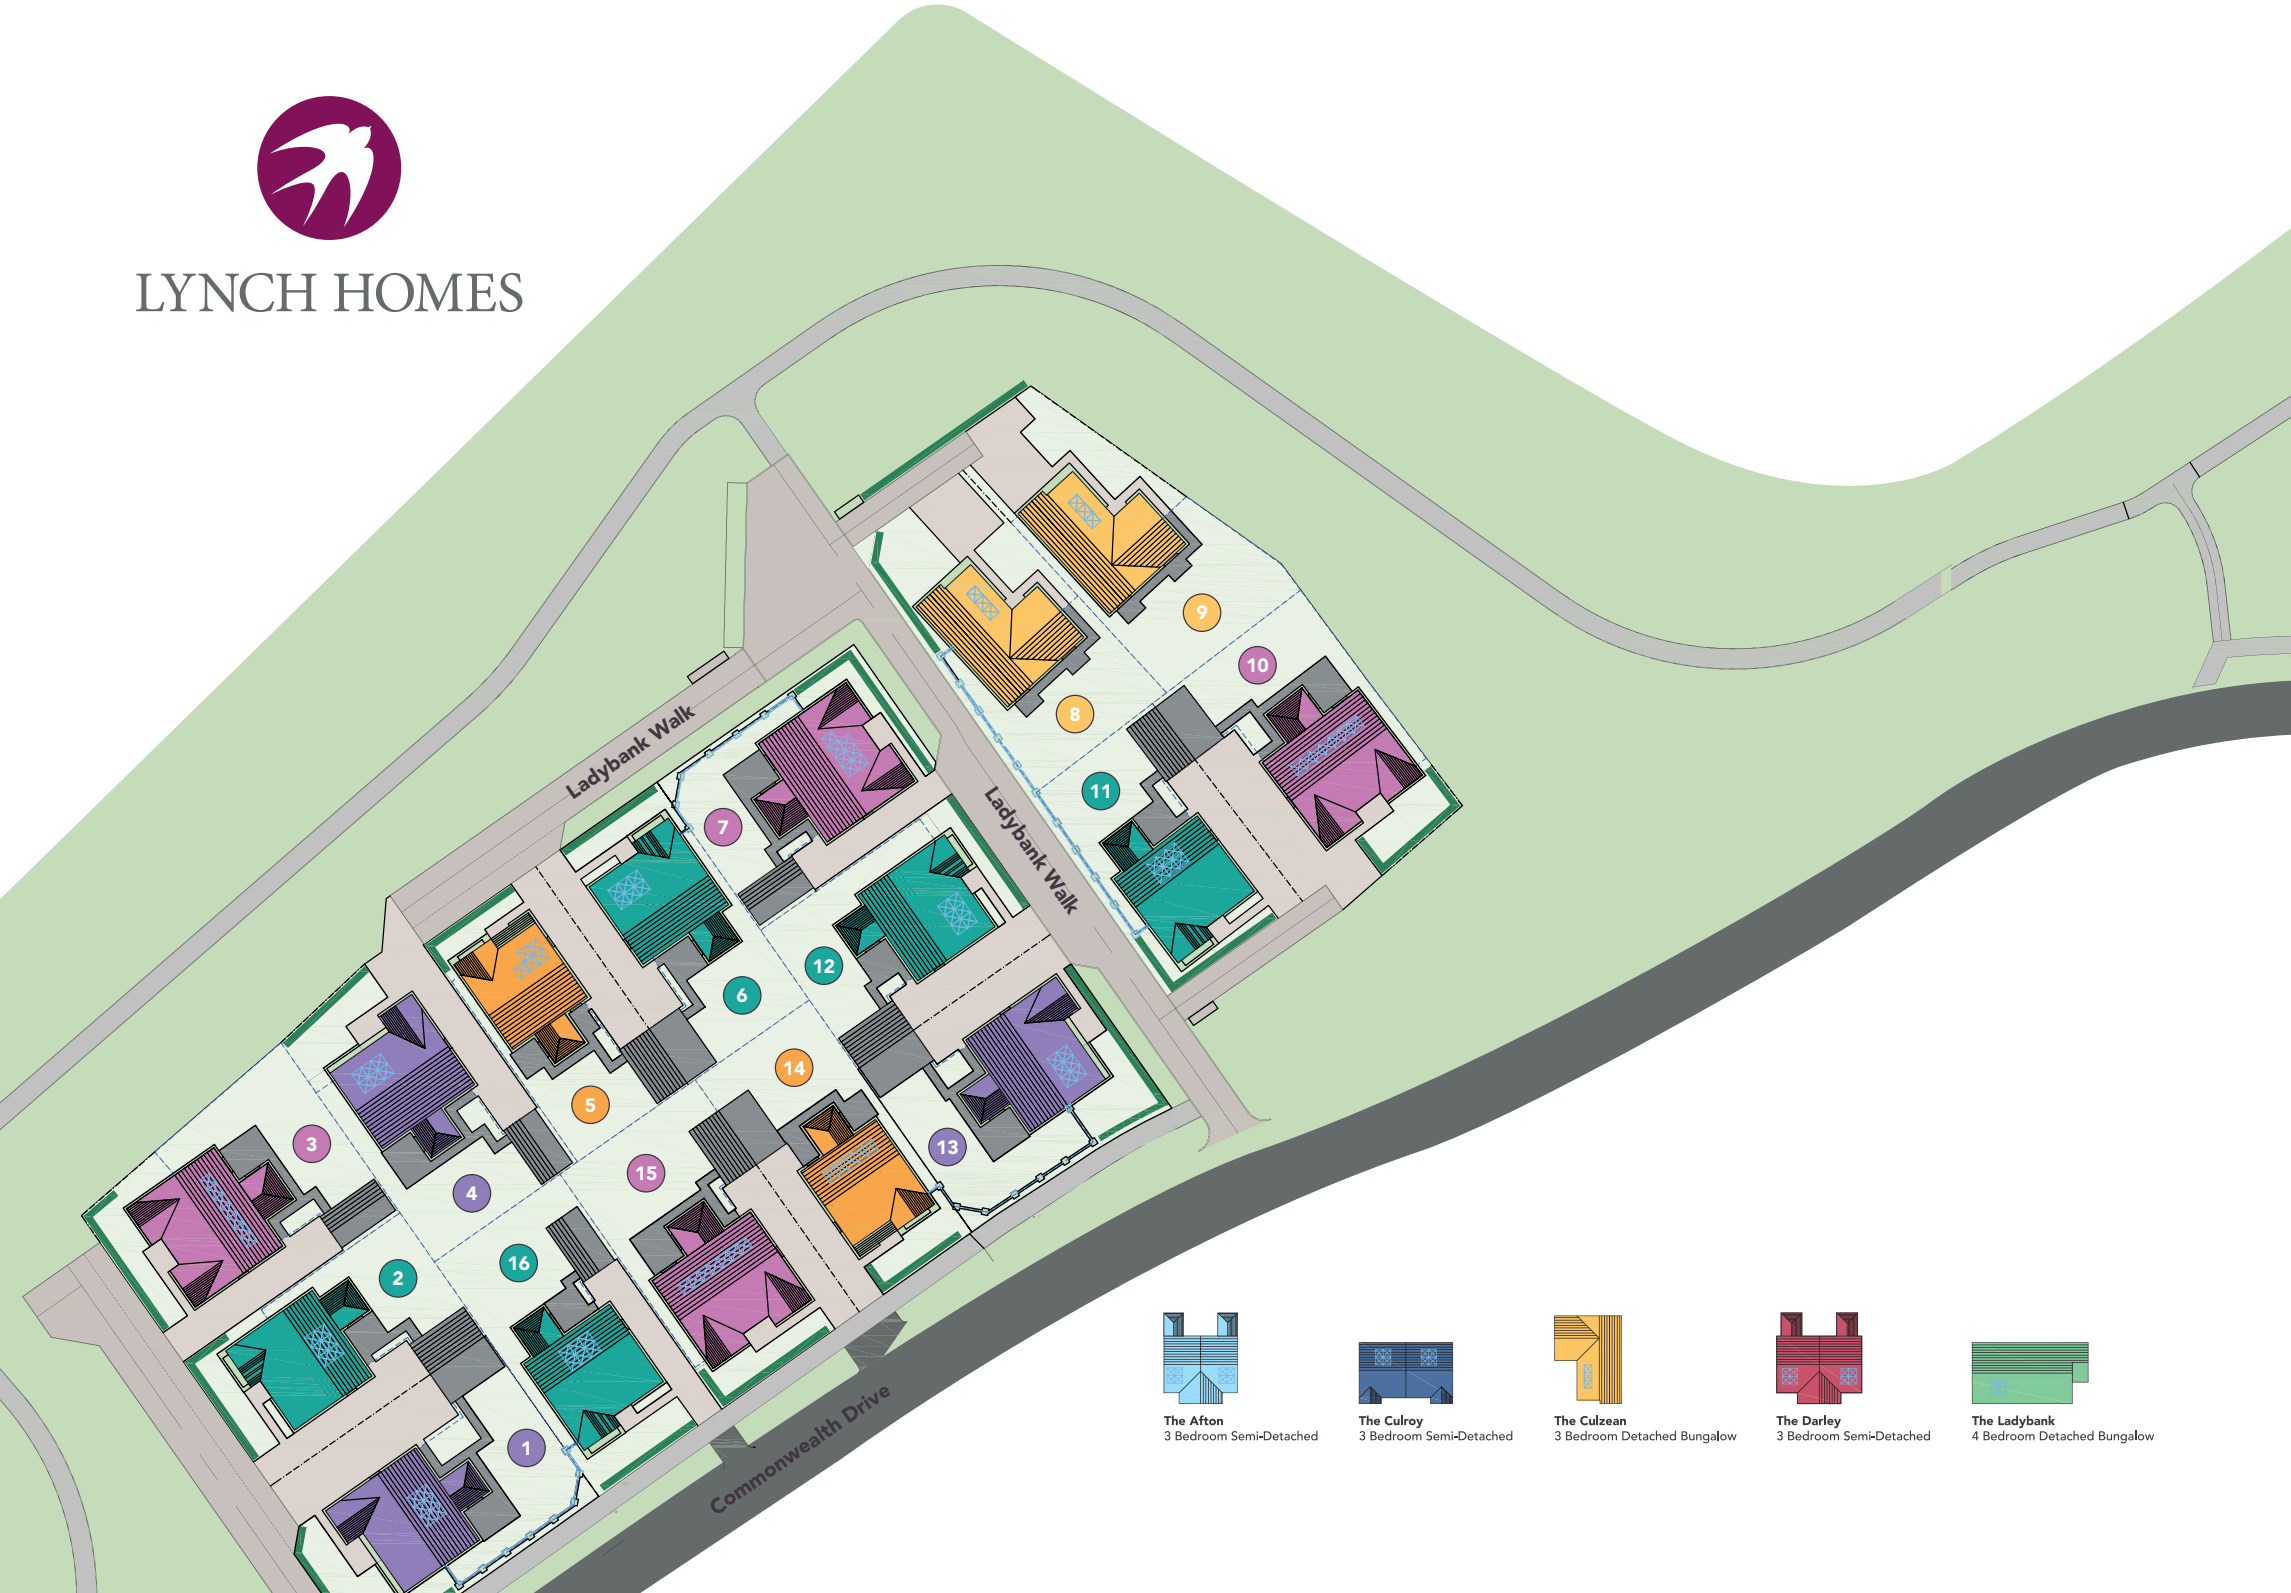 LYNCH HOMES
9
10
8
Ladybank Walk
11
7
Ladybank Walk
12
6
14
5
3
13
15
4
16
2
1
Commonwealth Drive
The Afton
3 Bedroom Semi-Detached
The Culroy
3 Bedroom Semi-Detached
The Culzean
3 Bedroom Detached Bungalow
The Darley
3 Bedroom Semi-Detached
The Ladybank
4 Bedroom Detached Bungalow